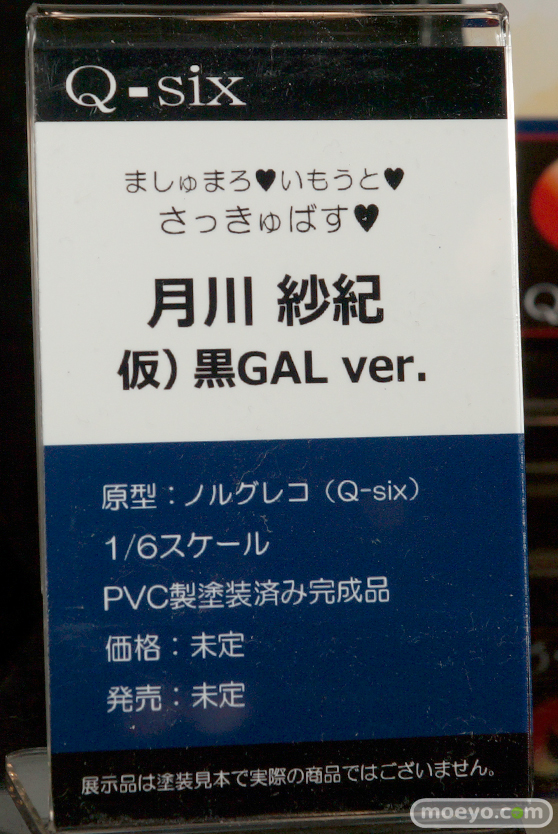 Q-six
ましゅまろ♥いもうと♥
さっきゅばす♥
月川 紗紀
仮）黒GAL ver.
原型：ノルグレコ（Q-six）
1/6スケール
PVC製塗装済み完成品
価格：未定
発売：未定
展示品は塗装見本で実際の商品ではございません。
moeyo.com